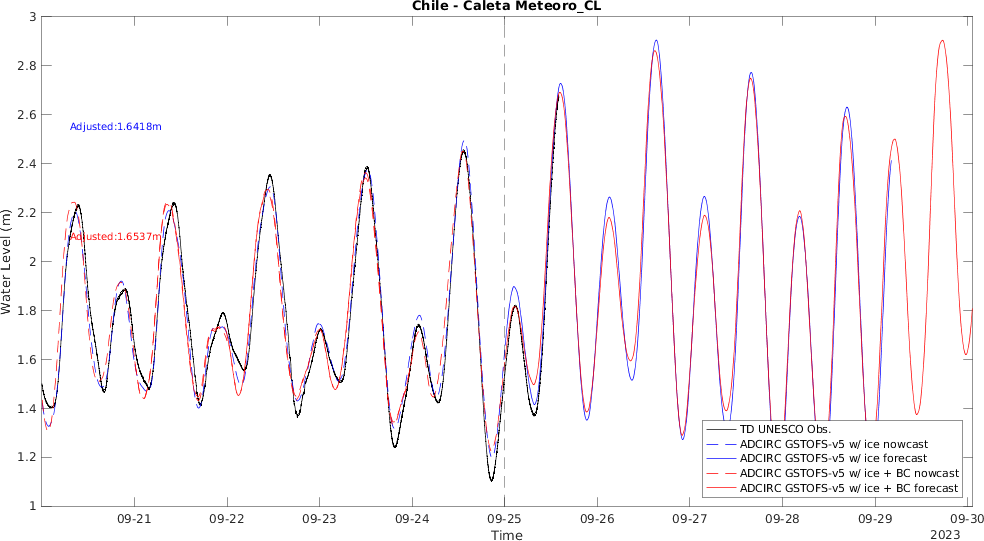 Chile - Caleta Meteoro_CL
3
2.8
2.6
2.4
2.2
2
1.8
1.6
1.4
1.2
1
Water Level (m)
Adjusted:1.6418m
Adjusted:1.6537m
TD UNESCO Obs.
ADCIRC GSTOFS-v5 w/ ice nowcast
ADCIRC GSTOFS-v5 w/ ice forecast
ADCIRC GSTOFS-v5 w/ ice + BC nowcast
ADCIRC GSTOFS-v5 w/ ice + BC forecast
09-21 09-22 09-23 09-24 09-25 09-26 09-27 09-28 09-29 09-30
Time
2023